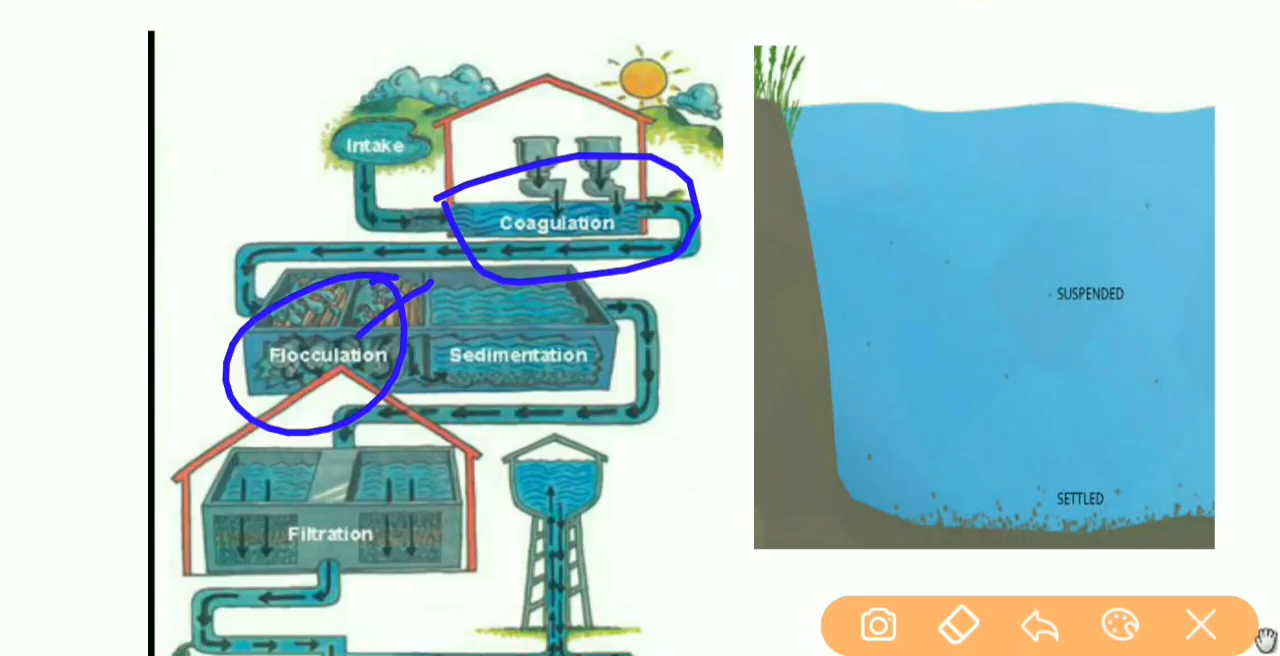 Intake
Coagulation
Flocculation
Sedimentation
Filtration
SUSPENDED
SETTLED